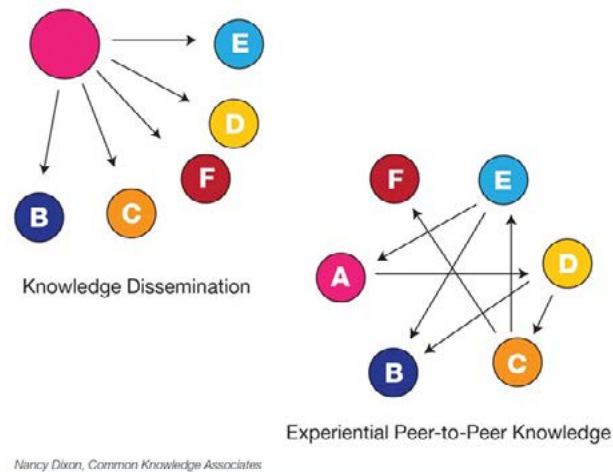 E
D
F
B
C
Knowledge Dissemination
F
E
A
D
B
C
Experiential Peer-to-Peer Knowledge
Nancy Dixon, Common Knowledge Associates